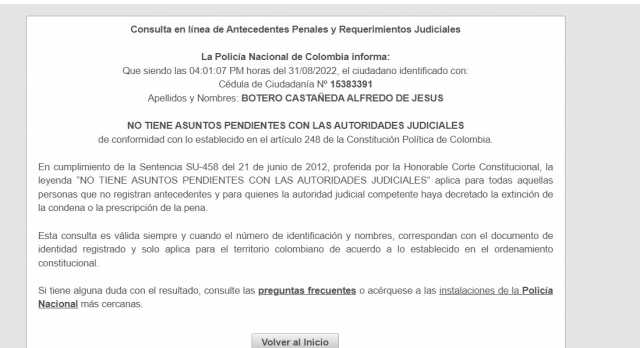 Consulta en línea de Antecedentes Penales y Requerimientos Judiciales
La Policía Nacional de Colombia informa:
Que siendo las 04:01:07 PM horas del 31/08/2022, el ciudadano identificado con:
Cédula de Ciudadanía Nº 15383391
Apellidos y Nombres: BOTERO CASTAÑEDA ALFREDO DE JESUS
NO TIENE ASUNTOS PENDIENTES CON LAS AUTORIDADES JUDICIALES
de conformidad con lo establecido en el artículo 248 de la Constitución Política de Colombia.
En cumplimiento de la Sentencia SU-458 del 21 de junio de 2012, proferida por la Honorable Corte Constitucional, la
leyenda "NO TIENE ASUNTOS PENDIENTES CON LAS AUTORIDADES JUDICIALES" aplica para todas aquellas
personas que no registran antecedentes y para quienes la autoridad judicial competente haya decretado la extinción de
la condena o la prescripción de la pena.
Esta consulta es válida siempre y cuando el número de identificación y nombres, correspondan con el documento de
identidad registrado y solo aplica para el territorio colombiano de acuerdo a lo establecido en el ordenamiento
constitucional.
Si tiene alguna duda con el resultado, consulte las preguntas frecuentes o acérquese a las instalaciones de la Policía
Nacional más cercanas.
Volver al Inicio